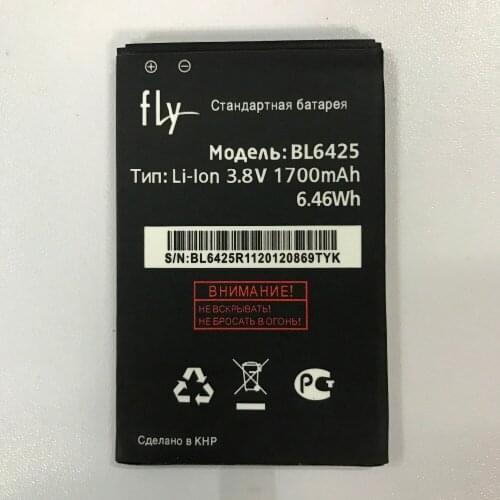 fly Стандартная батарея
Модель: BL6425
Тип: Li-Ion 3.8V 1700mAh
6.46Wh
S/N:BL6425R1120120869TYK
ВНИМАНИЕ!
НЕ ВСКРЫВАТЬ!
НЕ БРОСАТЬ В ОГОНЬ!
Сделано в КНР